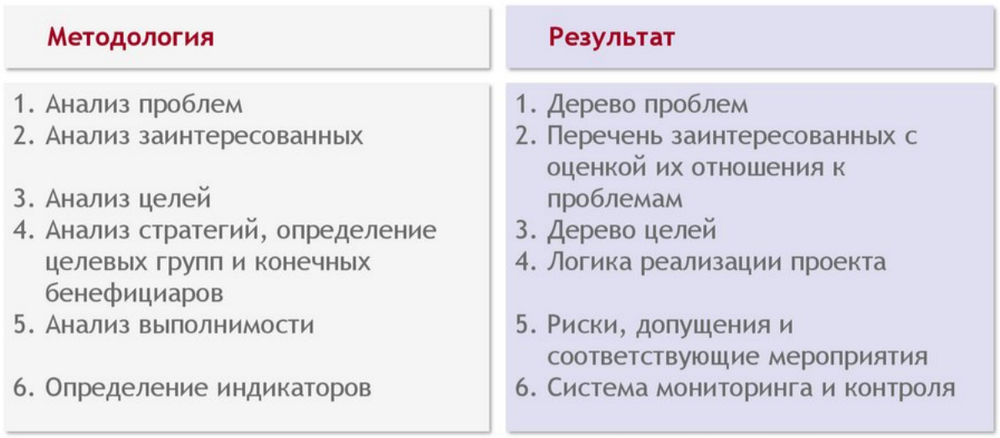 Методология
1. Анализ проблем
2. Анализ заинтересованных
3. Анализ целей
4. Анализ стратегий, определение
целевых групп и конечных
бенефициаров
5. Анализ выполнимости
6. Определение индикаторов
Результат
1. Дерево проблем
2. Перечень заинтересованных с
оценкой их отношения к
проблемам
3. Дерево целей
4. Логика реализации проекта
5. Риски, допущения и
соответствующие мероприятия
6. Система мониторинга и контроля